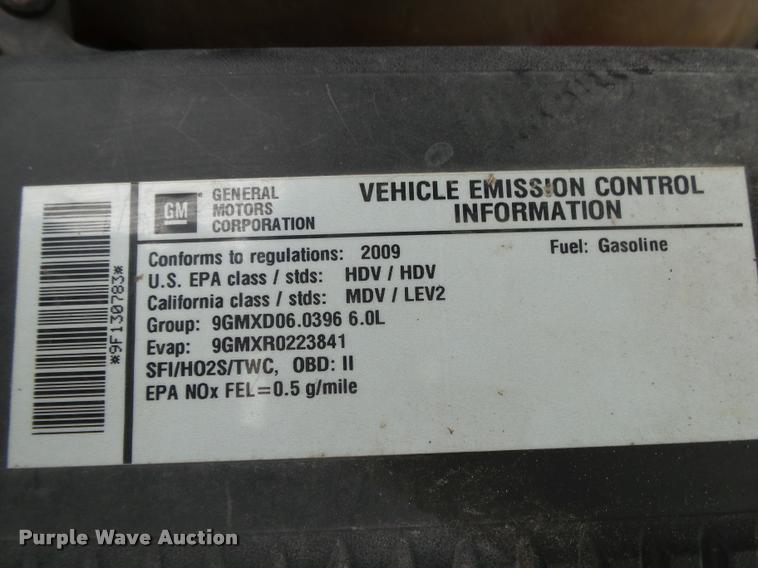 GM
GENERAL
MOTORS
CORPORATION
VEHICLE EMISSION CONTROL
INFORMATION
Conforms to regulations: 2009
Fuel: Gasoline
U.S. EPA class / stds: HDV / HDV
California class / stds: MDV / LEV2
Group: 9GMXD06.0396 6.0L
Evap: 9GMXR0223841
SFI/HO2S/TWC, OBD: II
EPA NOx FEL=0.5 g/mile
*9F130783*
Purple Wave Auction